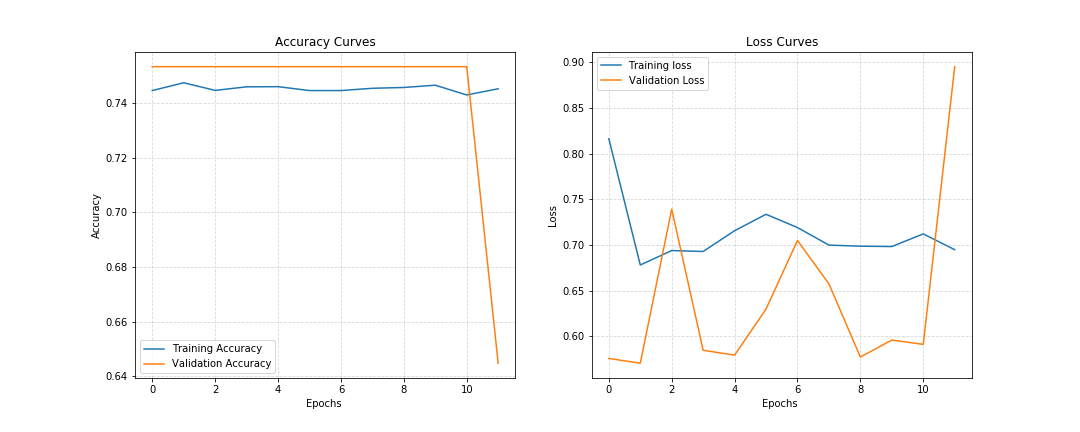 Accuracy Curves
0.74
0.72
0.70
0.68
0.66
0.64
Accuracy
Training Accuracy
Validation Accuracy
0 2 4 6 8 10
Epochs
Loss Curves
0.90
0.85
0.80
0.75
0.70
0.65
0.60
Loss
Training loss
Validation Loss
0 2 4 6 8 10
Epochs